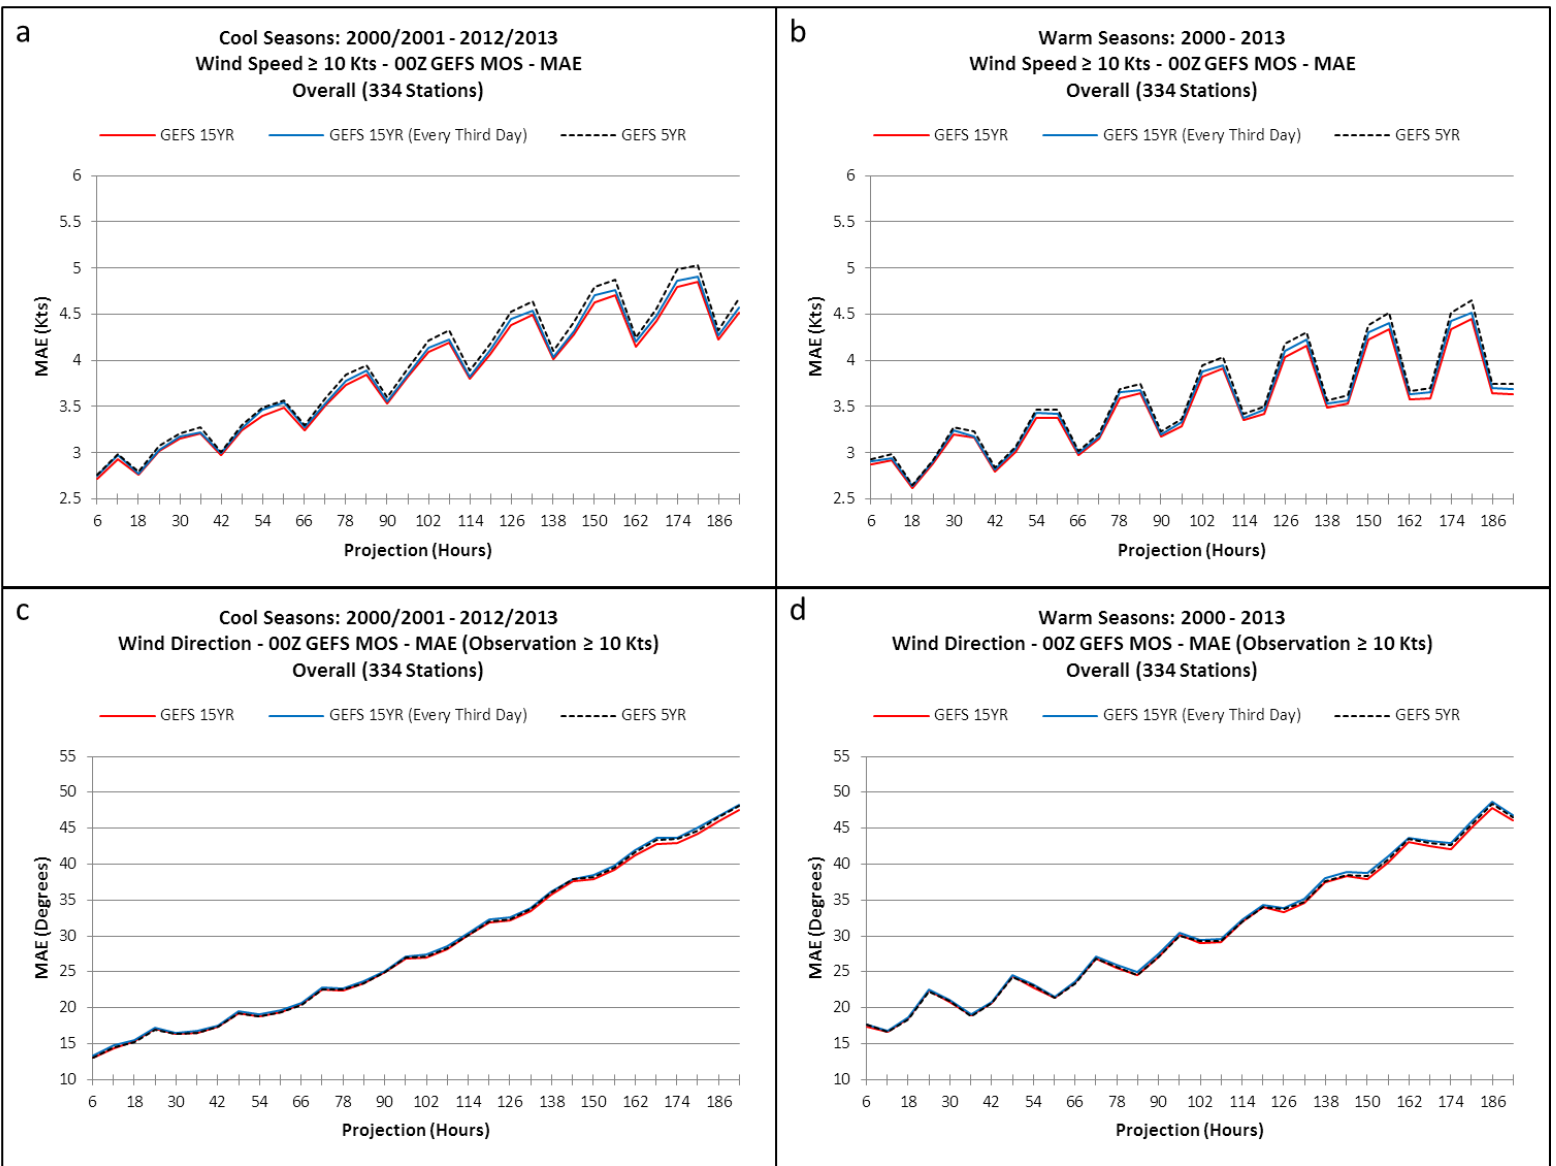 a
Cool Seasons: 2000/2001 - 2012/2013
Wind Speed ≥ 10 Kts - 00Z GEFS MOS - MAE
Overall (334 Stations)
GEFS 15YR GEFS 15YR (Every Third Day) GEFS 5YR
6
5.5
5
4.5
4
3.5
3
2.5
MAE (Kts)
6 18 30 42 54 66 78 90 102 114 126 138 150 162 174 186
Projection (Hours)
b
Warm Seasons: 2000 - 2013
Wind Speed ≥ 10 Kts - 00Z GEFS MOS - MAE
Overall (334 Stations)
GEFS 15YR GEFS 15YR (Every Third Day) GEFS 5YR
6
5.5
5
4.5
4
3.5
3
2.5
MAE (Kts)
6 18 30 42 54 66 78 90 102 114 126 138 150 162 174 186
Projection (Hours)
c
Cool Seasons: 2000/2001 - 2012/2013
Wind Direction - 00Z GEFS MOS - MAE (Observation ≥ 10 Kts)
Overall (334 Stations)
GEFS 15YR GEFS 15YR (Every Third Day) GEFS 5YR
55
50
45
40
35
30
25
20
15
10
MAE (Degrees)
6 18 30 42 54 66 78 90 102 114 126 138 150 162 174 186
Projection (Hours)
d
Warm Seasons: 2000 - 2013
Wind Direction - 00Z GEFS MOS - MAE (Observation ≥ 10 Kts)
Overall (334 Stations)
GEFS 15YR GEFS 15YR (Every Third Day) GEFS 5YR
55
50
45
40
35
30
25
20
15
10
MAE (Degrees)
6 18 30 42 54 66 78 90 102 114 126 138 150 162 174 186
Projection (Hours)